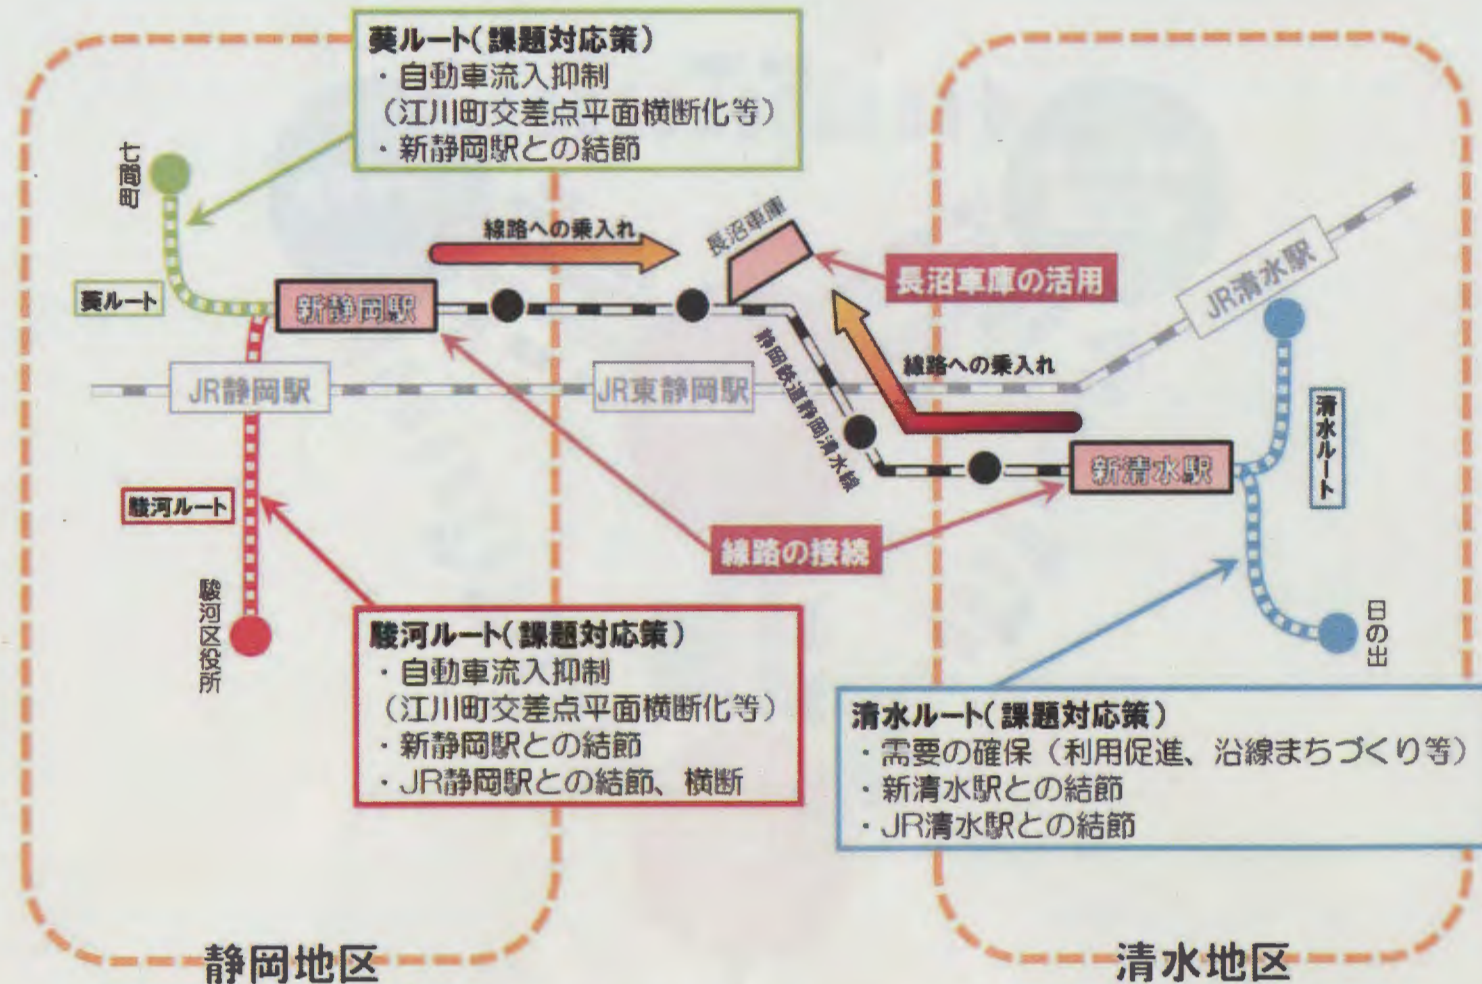 葵ルート（課題対応策）
・自動車流入抑制
（江川町交差点平面横断化等）
・新静岡駅との結節
七間町
葵ルート
新静岡駅
線路への乗入れ
長沼車庫
長沼車庫の活用
JR清水駅
JR静岡駅
JR東静岡駅
静岡鉄道静岡清水線
線路への乗入れ
清水ルート
新清水駅
駿河ルート
線路の接続
駿河区役所
日の出
駿河ルート（課題対応策）
・自動車流入抑制
（江川町交差点平面横断化等）
・新静岡駅との結節
・JR静岡駅との結節、横断
清水ルート（課題対応策）
・需要の確保（利用促進、沿線まちづくり等）
・新清水駅との結節
・JR清水駅との結節
静岡地区
清水地区